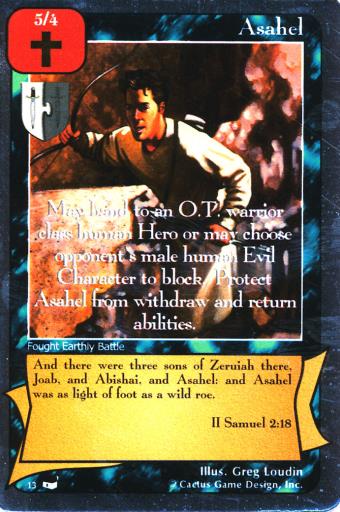 5/4
Asahel
May band to an O.T. warrior
class human Hero or may choose
opponent's male human Evil
Character to block. Protect
Asahel from withdraw and return
abilities.
Fought Earthly Battle
And there were three sons of Zeruiah there,
Joab, and Abishai, and Asahel: and Asahel
was as light of foot as a wild roe.
II Samuel 2:18
Illus. Greg Loudin
13
Cactus Game Design, Inc.